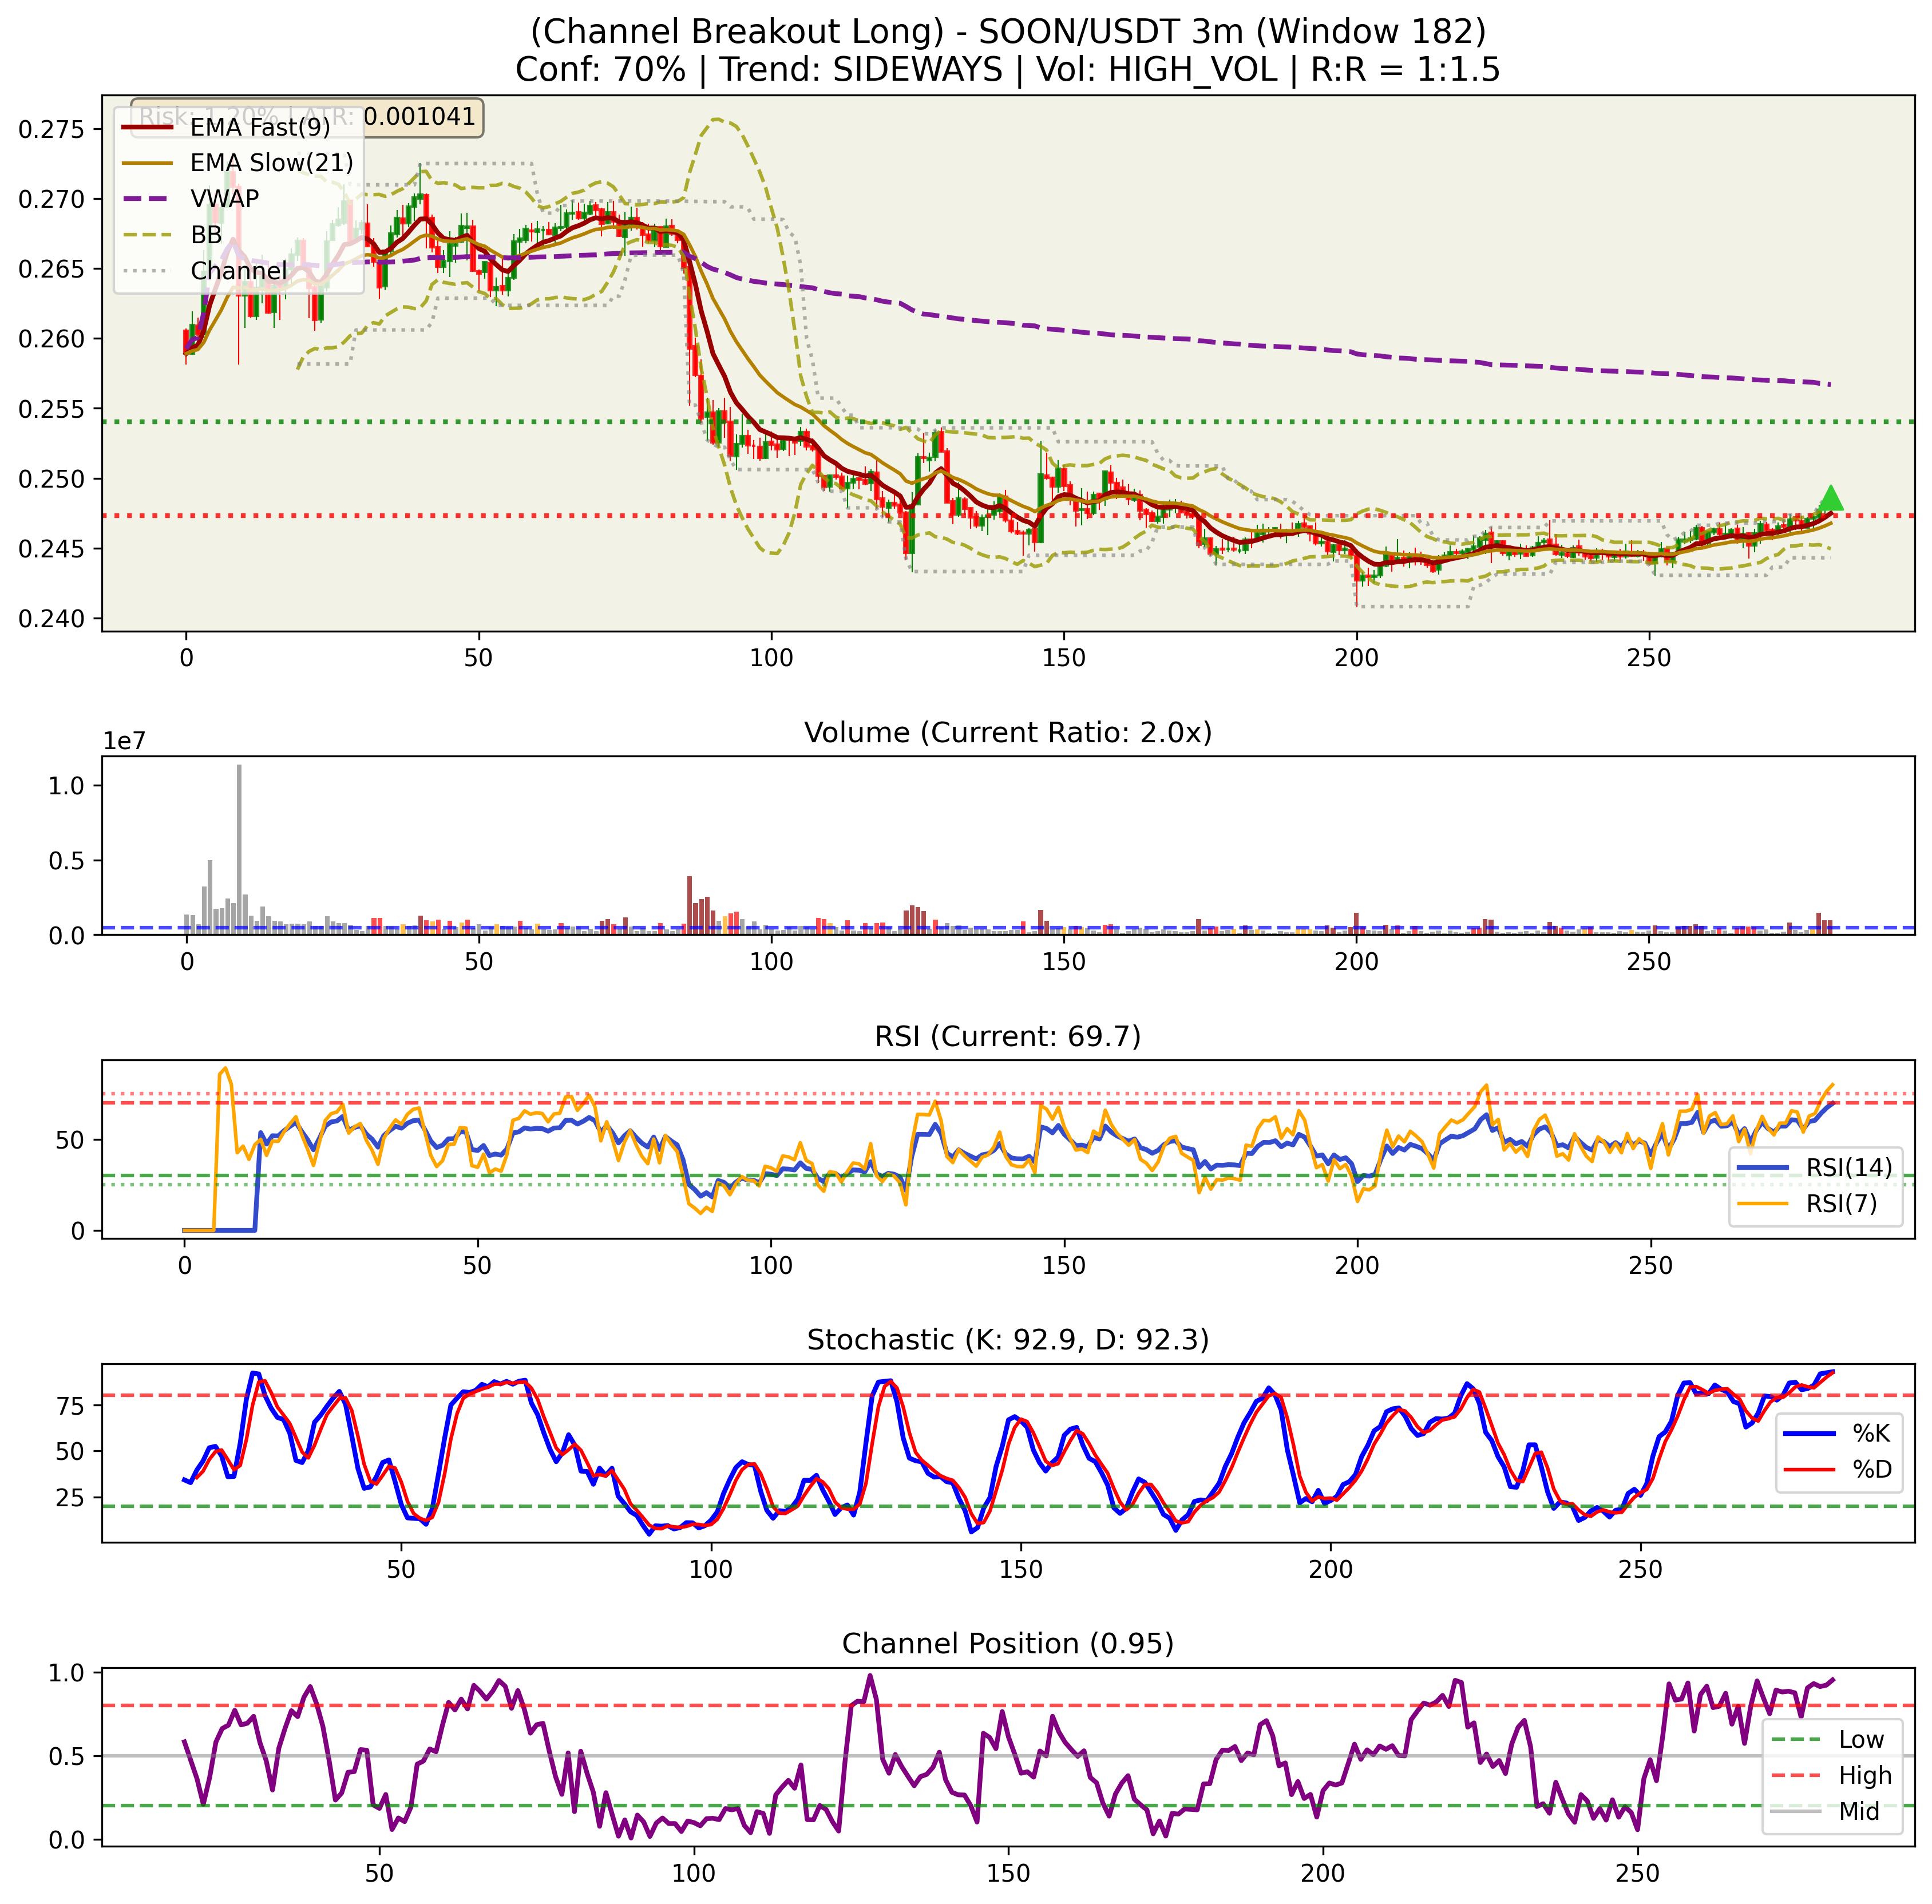 (Channel Breakout Long) - SOON/USDT 3m (Window 182)
Conf: 70% | Trend: SIDEWAYS | Vol: HIGH_VOL | R:R = 1:1.5
Risk: 1.20% | ATR: 0.001041
EMA Fast(9)
EMA Slow(21)
VWAP
BB
Channel
0.275
0.270
0.265
0.260
0.255
0.250
0.245
0.240
0 50 100 150 200 250
Volume (Current Ratio: 2.0x)
1e7
1.0
0.5
0.0
0 50 100 150 200 250
RSI (Current: 69.7)
50
0
RSI(14)
RSI(7)
0 50 100 150 200 250
Stochastic (K: 92.9, D: 92.3)
75
50
25
%K
%D
50 100 150 200 250
Channel Position (0.95)
1.0
0.5
0.0
Low
High
Mid
50 100 150 200 250